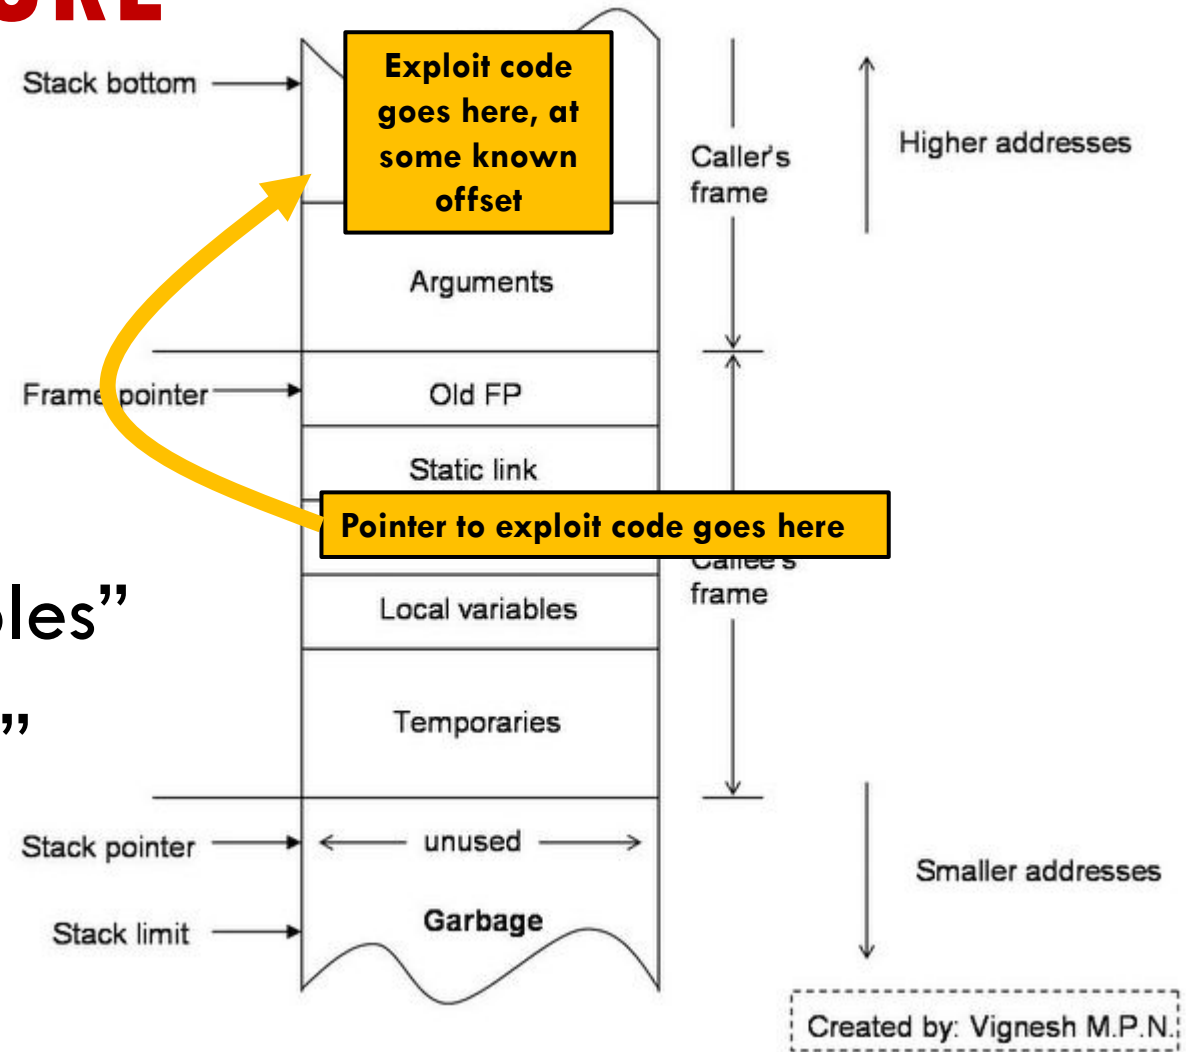 Stack bottom
Exploit code
goes here, at
some known
offset
Caller's
frame
Higher addresses
Arguments
Frame pointer
Old FP
Static link
Pointer to exploit code goes here
Callee's
frame
Local variables
Temporaries
Stack pointer
unused
Smaller addresses
Stack limit
Garbage
Created by: Vignesh M.P.N.